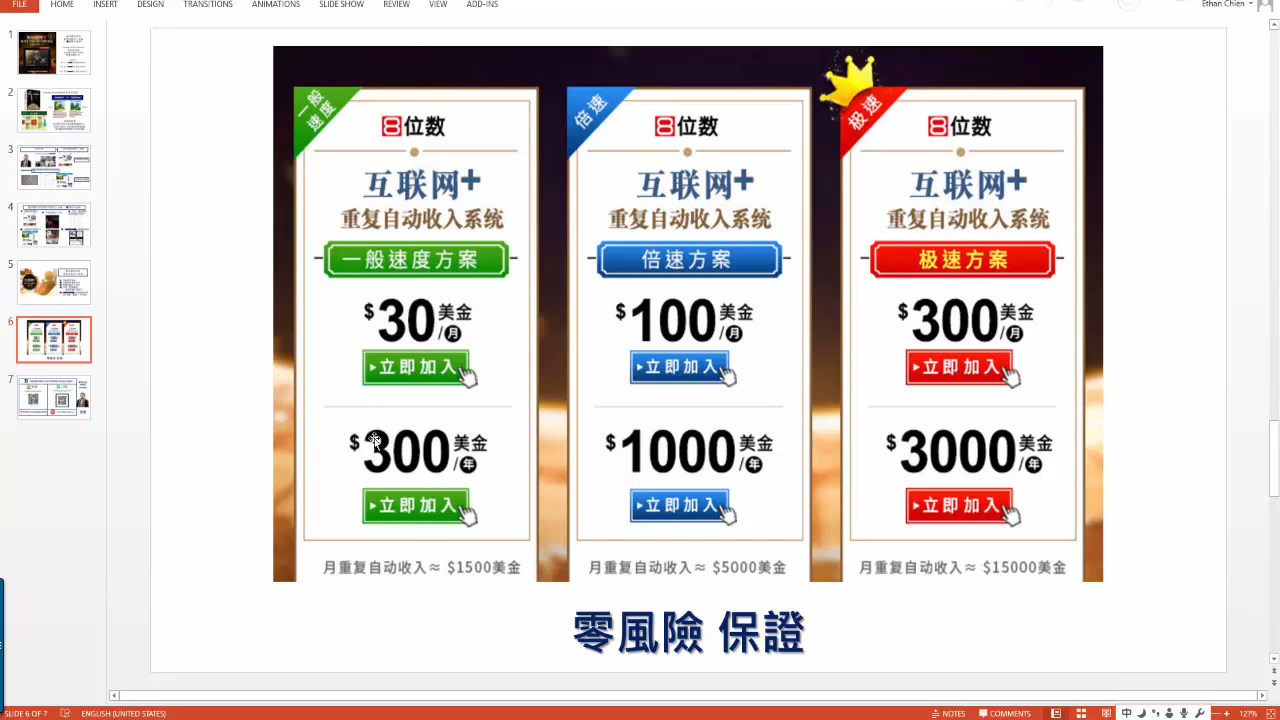 FILE HOME INSERT DESIGN TRANSITIONS ANIMATIONS SLIDE SHOW REVIEW VIEW ADD-INS Ethan Chien
一般速度
8位数
互联网+
重复自动收入系统
一般速度方案
$30美金/月
立即加入
$300美金/年
立即加入
月重复自动收入≈ $1500美金
倍速
8位数
互联网+
重复自动收入系统
倍速方案
$100美金/月
立即加入
$1000美金/年
立即加入
月重复自动收入≈ $5000美金
极速
8位数
互联网+
重复自动收入系统
极速方案
$300美金/月
立即加入
$3000美金/年
立即加入
月重复自动收入≈ $15000美金
零風險 保證
1
2
3
4
5
6
7
SLIDE 6 OF 7 ENGLISH (UNITED STATES) NOTES COMMENTS 中 127%